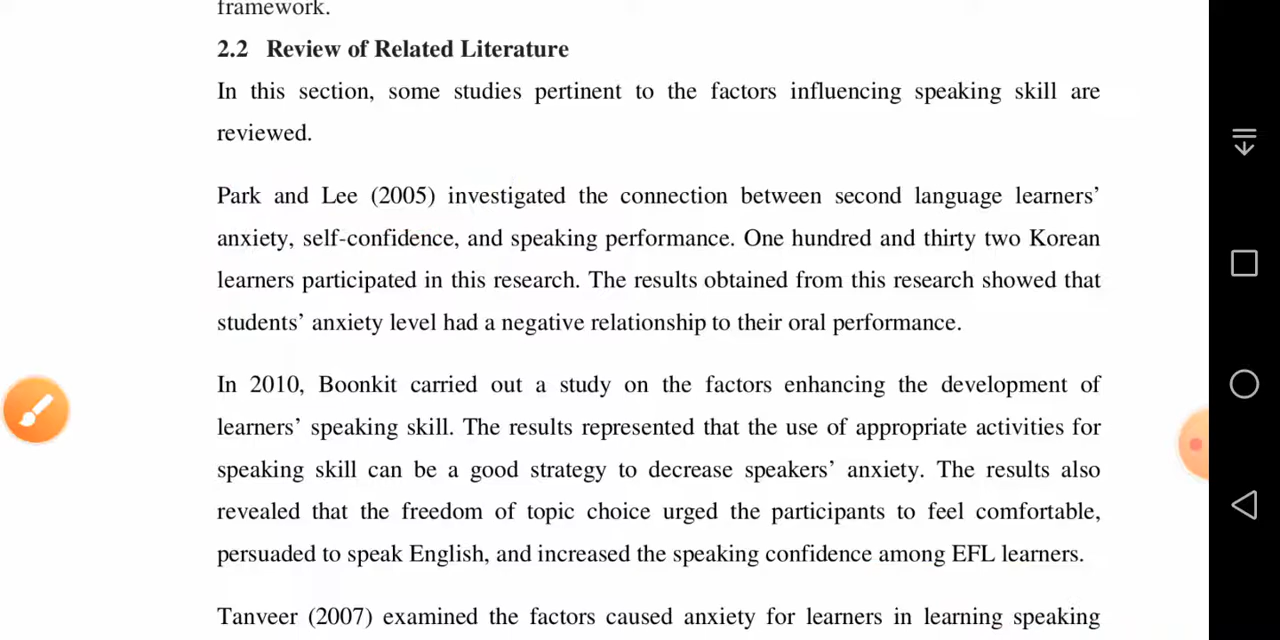 framework.
2.2 Review of Related Literature
In this section, some studies pertinent to the factors influencing speaking skill are
reviewed.
Park and Lee (2005) investigated the connection between second language learners’
anxiety, self-confidence, and speaking performance. One hundred and thirty two Korean
learners participated in this research. The results obtained from this research showed that
students’ anxiety level had a negative relationship to their oral performance.
In 2010, Boonkit carried out a study on the factors enhancing the development of
learners’ speaking skill. The results represented that the use of appropriate activities for
speaking skill can be a good strategy to decrease speakers’ anxiety. The results also
revealed that the freedom of topic choice urged the participants to feel comfortable,
persuaded to speak English, and increased the speaking confidence among EFL learners.
Tanveer (2007) examined the factors caused anxiety for learners in learning speaking